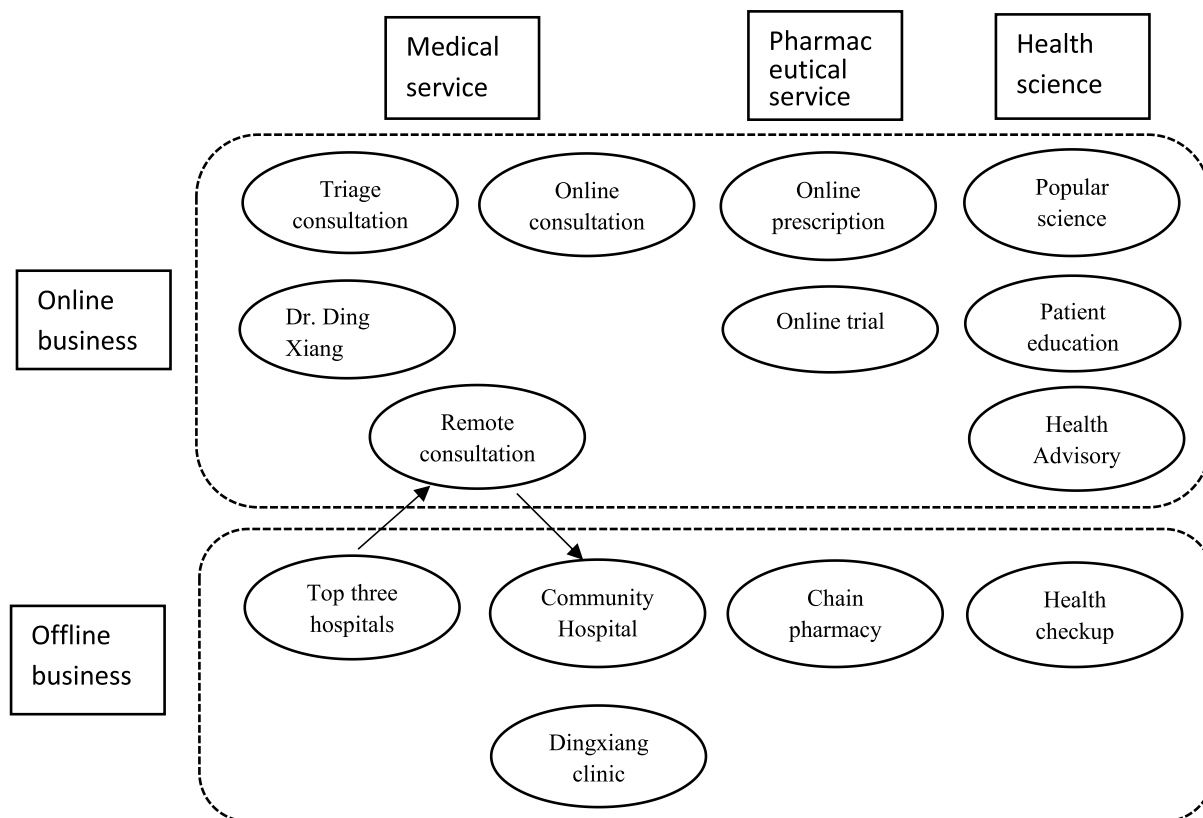 Medical
service
Pharmac
eutical
service
Health
science
Triage
consultation
Online
consultation
Online
prescription
Popular
science
Online
business
Dr. Ding
Xiang
Online trial
Patient
education
Remote
consultation
Health
Advisory
Offline
business
Top three
hospitals
Community
Hospital
Chain
pharmacy
Health
checkup
Dingxiang
clinic